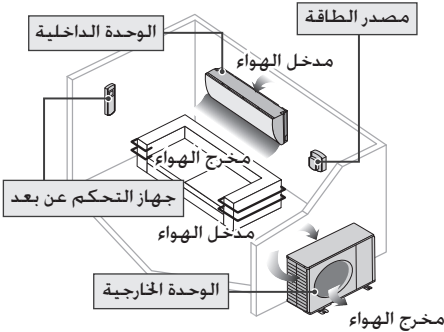 مصدر الطاقة
الوحدة الداخلية
مدخل الهواء
مخرج الهواء
جهاز التحكم عن بعد
مدخل الهواء
الوحدة الخارجية
مخرج الهواء